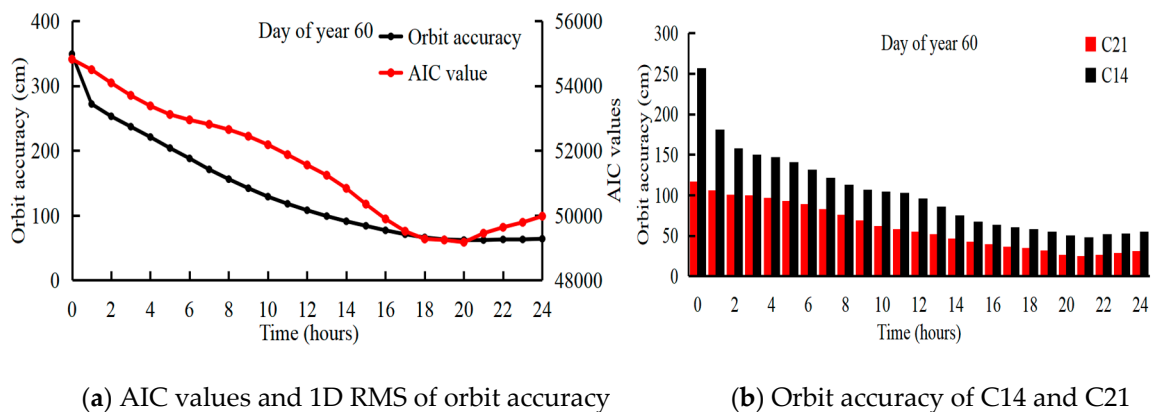 Day of year 60
Orbit accuracy
AIC value
Orbit accuracy (cm)
400
300
200
100
0
AIC values
56000
54000
52000
50000
48000
0 2 4 6 8 10 12 14 16 18 20 22 24
Time (hours)
(a) AIC values and 1D RMS of orbit accuracy
Day of year 60
C21
C14
Orbit accuracy (cm)
300
250
200
150
100
50
0
0 2 4 6 8 10 12 14 16 18 20 22 24
Time (hours)
(b) Orbit accuracy of C14 and C21